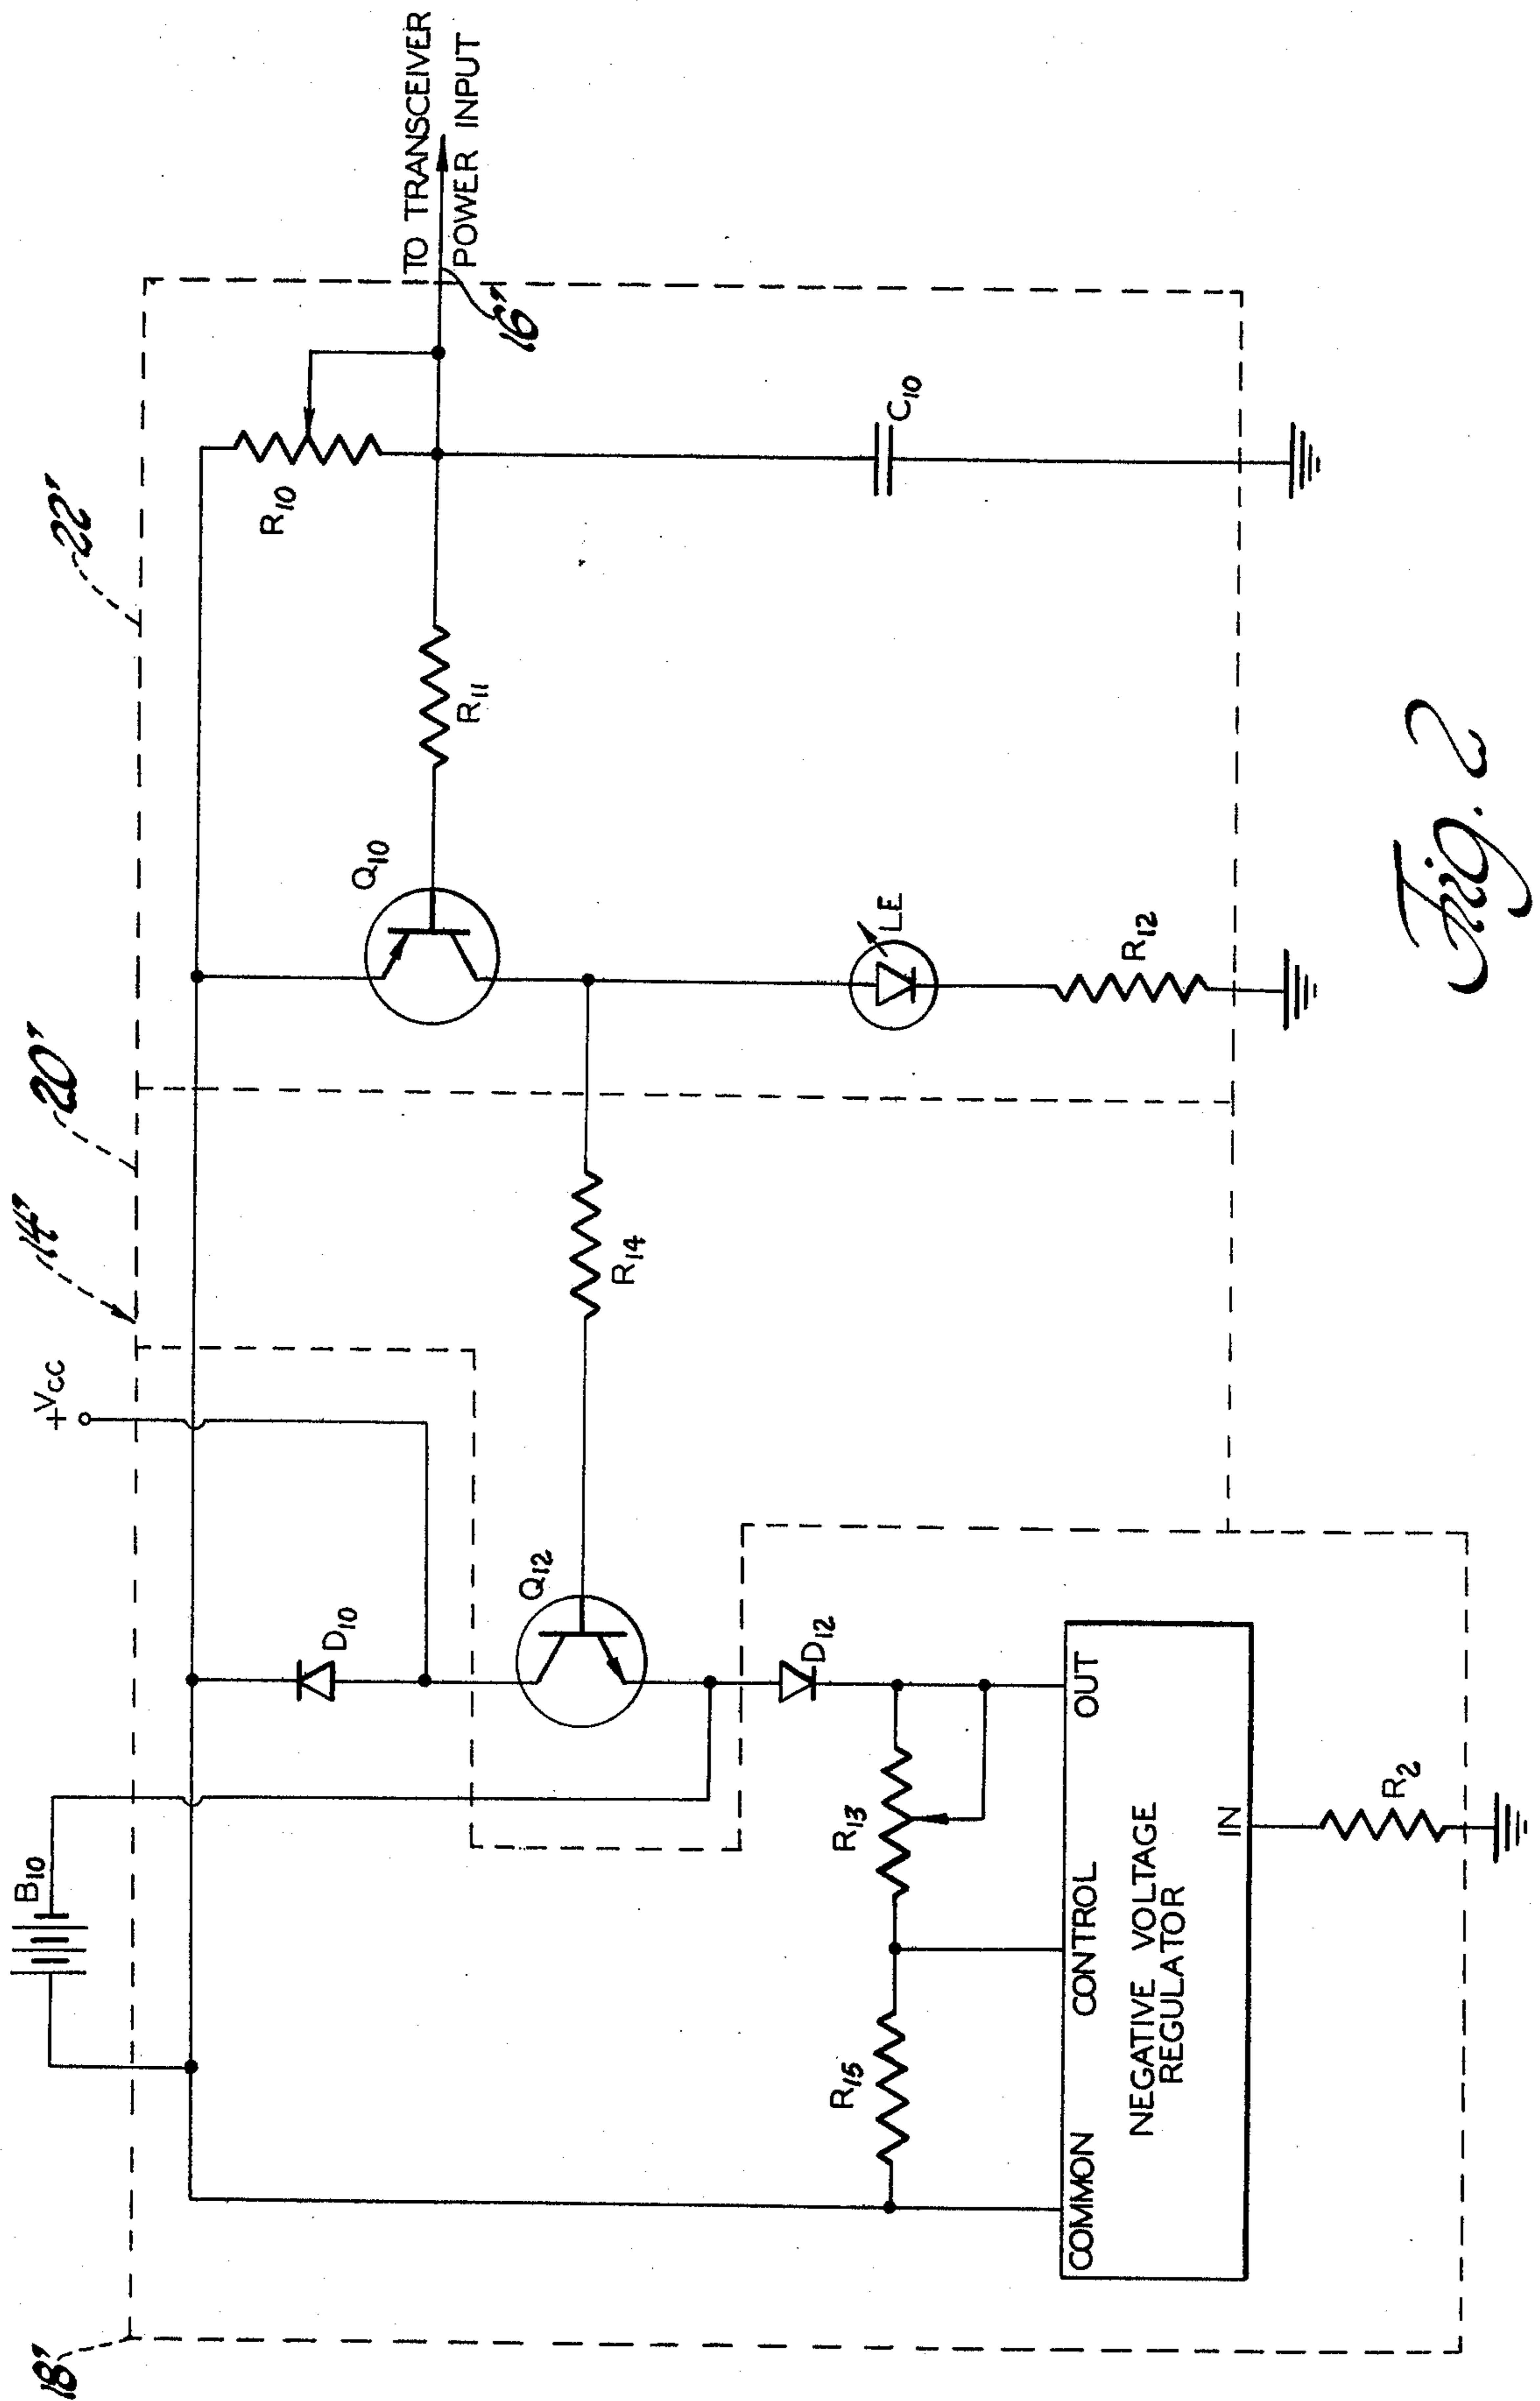 18'
B10
+VCC
14'
20'
22'
D10
Q12
R14
Q10
R10
R11
TO TRANSCEIVER
POWER INPUT
16'
D12
R13
R15
LE
R12
C10
COMMON
CONTROL
OUT
NEGATIVE VOLTAGE
REGULATOR
IN
R2
Fig. 2